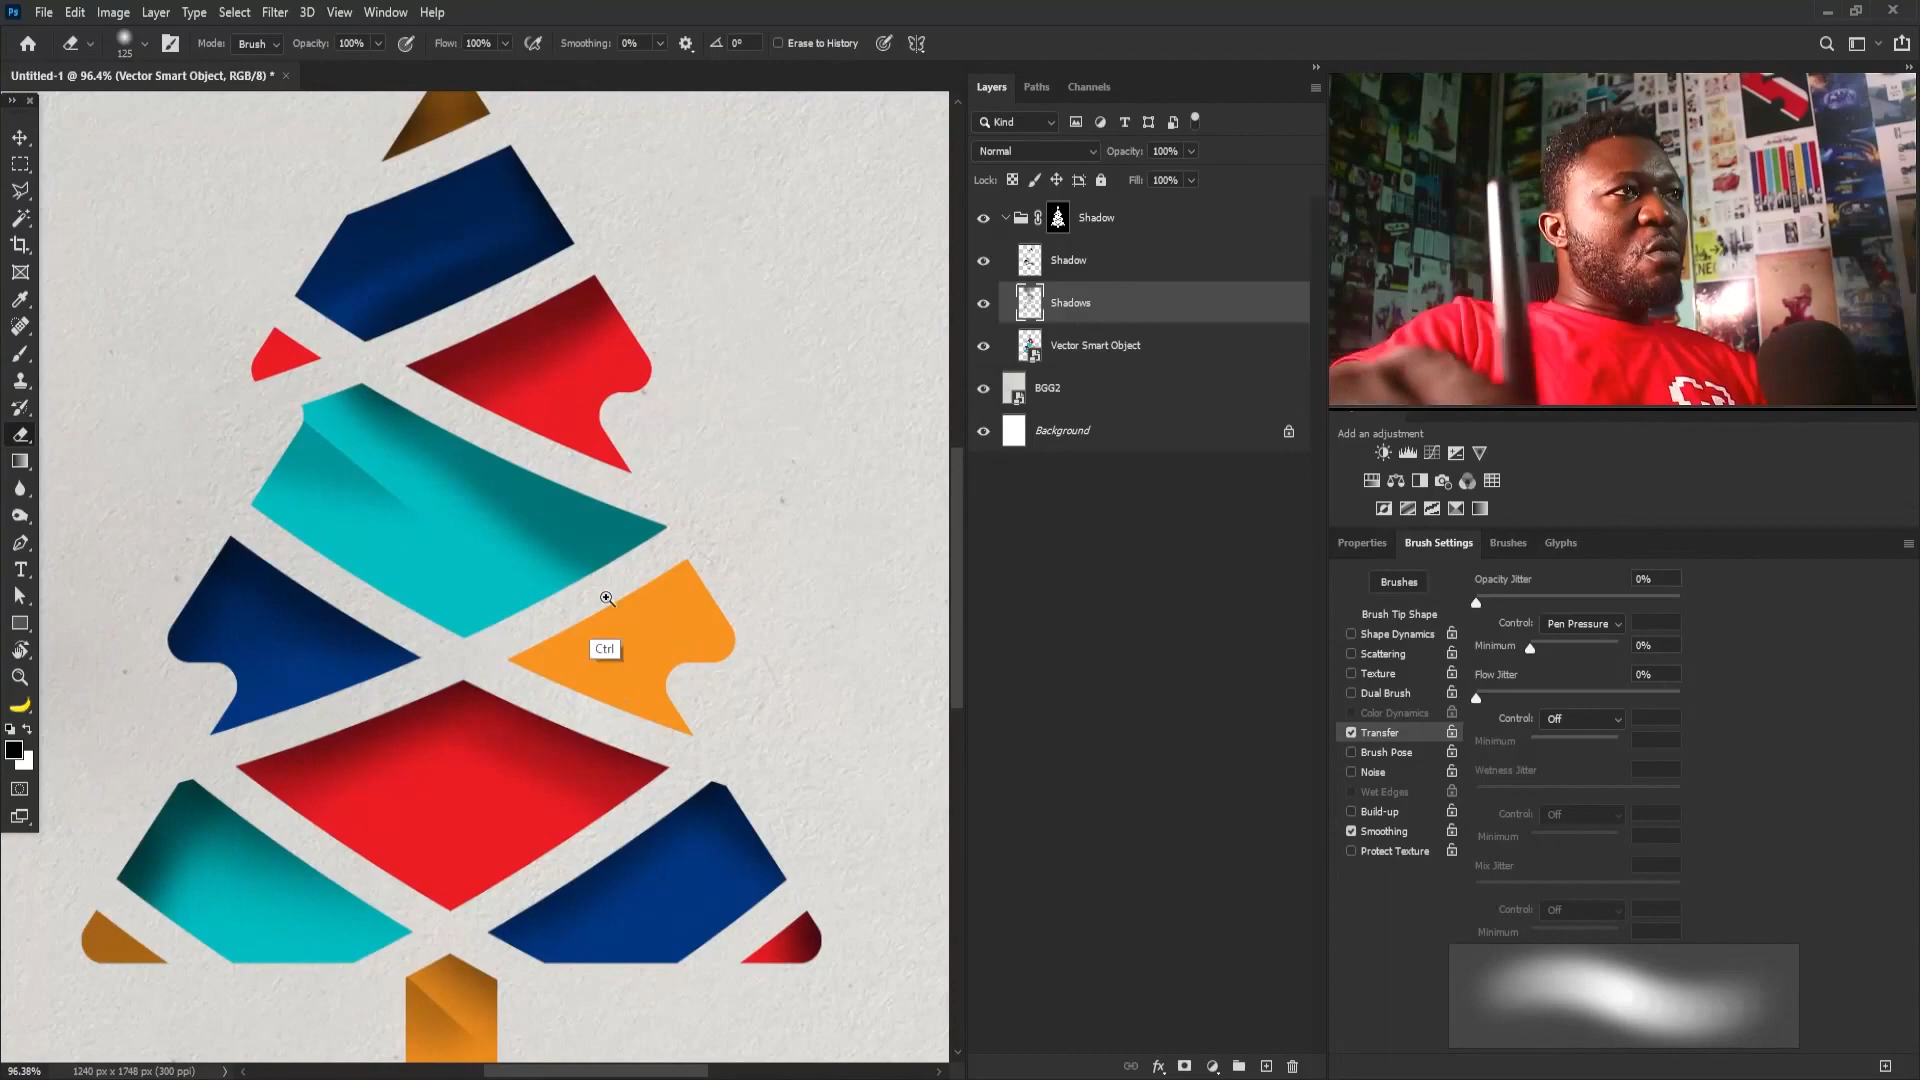 Ps File Edit Image Layer Type Select Filter 3D View Window Help
125 Mode: Brush Opacity: 100% Flow: 100% Smoothing: 0% 0° Erase to History
Untitled-1 @ 96.4% (Vector Smart Object, RGB/8) *
Layers Paths Channels
Kind
Normal Opacity: 100%
Lock: Fill: 100%
Shadow
Shadow
Shadows
Vector Smart Object
BGG2
Background
Ctrl
Add an adjustment
Properties Brush Settings Brushes Glyphs
Brushes
Brush Tip Shape
Shape Dynamics
Scattering
Texture
Dual Brush
Color Dynamics
Transfer
Brush Pose
Noise
Wet Edges
Build-up
Smoothing
Protect Texture
Opacity Jitter 0%
Control: Pen Pressure
Minimum 0%
Flow Jitter 0%
Control: Off
Minimum
Wetness Jitter
Control: Off
Minimum
Mix Jitter
Control: Off
Minimum
96.38% 1240 px x 1748 px (300 ppi)